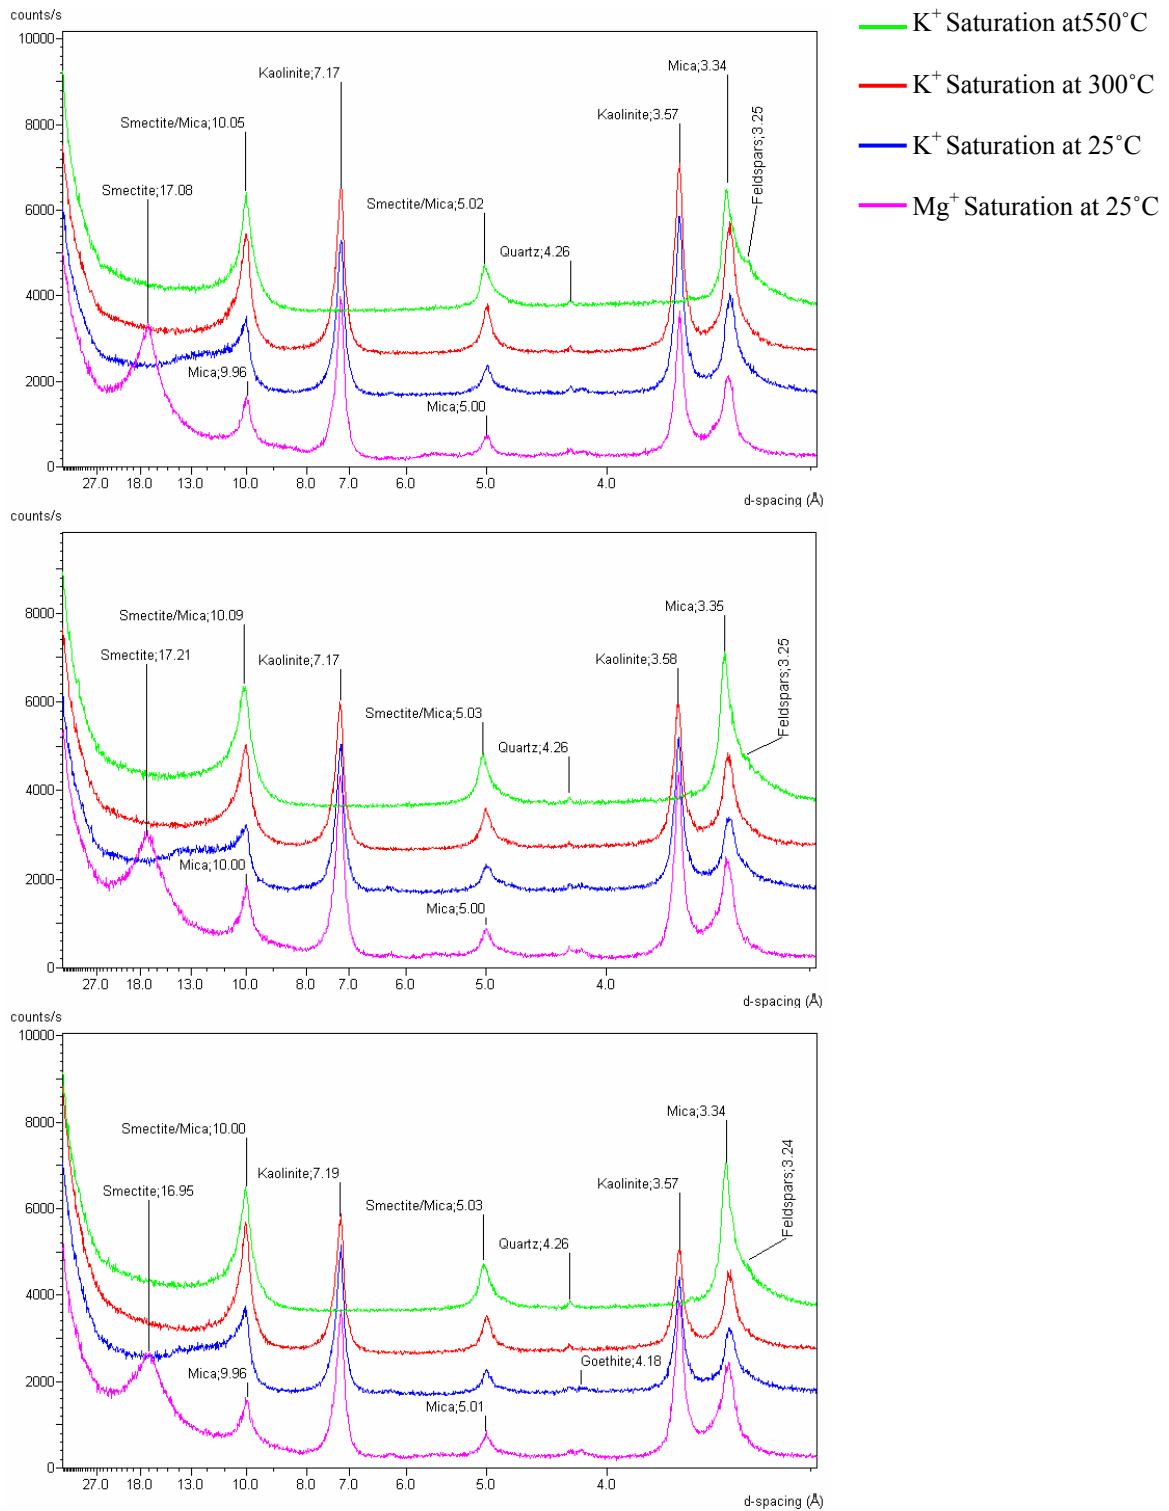 counts/s
10000
8000
6000
4000
2000
0
Kaolinite;7.17
Mica;3.34
Smectite/Mica;10.05
Kaolinite;3.57
Feldspars;3.25
Smectite;17.08
Smectite/Mica;5.02
Quartz;4.26
Mica;9.96
Mica;5.00
27.0 18.0 13.0 10.0 8.0 7.0 6.0 5.0 4.0
d-spacing (Å)
K+ Saturation at550˚C
K+ Saturation at 300˚C
K+ Saturation at 25˚C
Mg+ Saturation at 25˚C
counts/s
8000
6000
4000
2000
0
Mica;3.35
Smectite/Mica;10.09
Smectite;17.21
Kaolinite;7.17
Kaolinite;3.58
Feldspars;3.25
Smectite/Mica;5.03
Quartz;4.26
Mica;10.00
Mica;5.00
27.0 18.0 13.0 10.0 8.0 7.0 6.0 5.0 4.0
d-spacing (Å)
counts/s
10000
8000
6000
4000
2000
0
Mica;3.34
Smectite/Mica;10.00
Kaolinite;7.19
Kaolinite;3.57
Feldspars;3.24
Smectite;16.95
Smectite/Mica;5.03
Quartz;4.26
Goethite;4.18
Mica;9.96
Mica;5.01
27.0 18.0 13.0 10.0 8.0 7.0 6.0 5.0 4.0
d-spacing (Å)